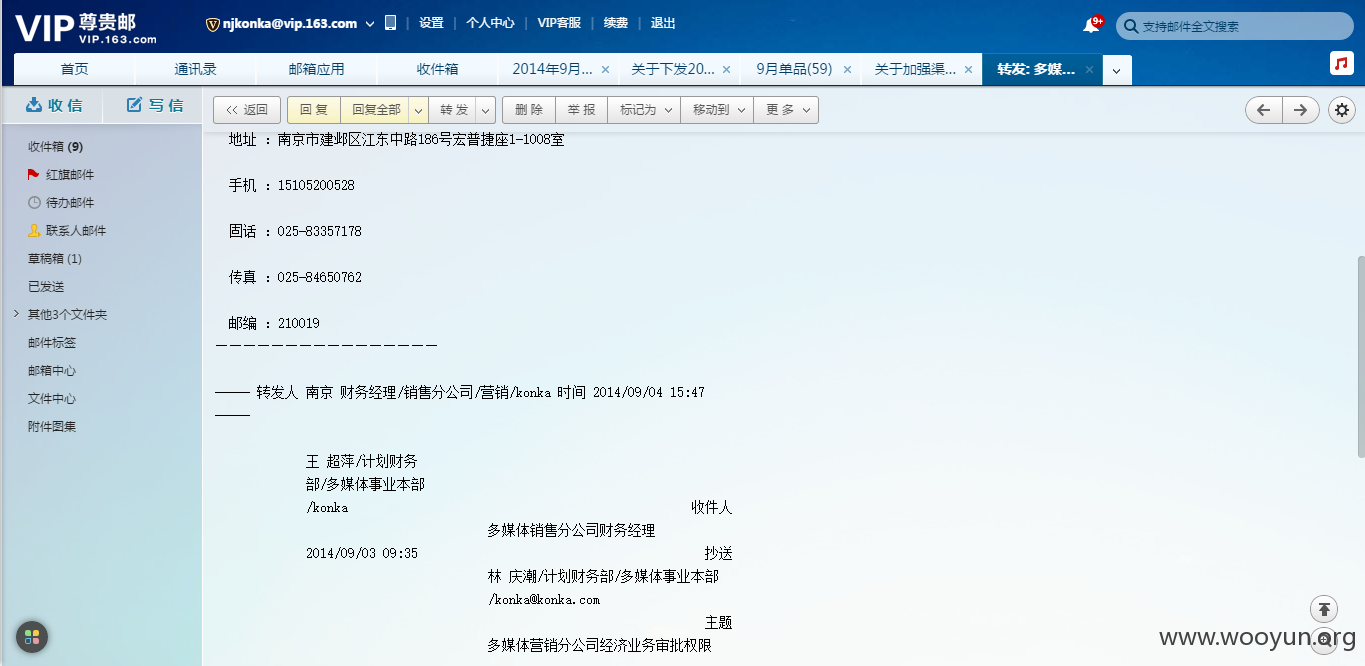 VIP 尊贵邮 VIP.163.com
njkonka@vip.163.com 设置 个人中心 VIP客服 续费 退出
9+
支持邮件全文搜索
首页 通讯录 邮箱应用 收件箱 2014年9月... × 关于下发20... × 9月单品(59) × 关于加强渠... × 转发: 多媒... ×
收信 写信
<< 返回 回复 回复全部 转发 删除 举报 标记为 移动到 更多
收件箱 (9)
红旗邮件
待办邮件
联系人邮件
草稿箱 (1)
已发送
其他3个文件夹
邮件标签
邮箱中心
文件中心
附件图集
地址 ：南京市建邺区江东中路186号宏普捷座1-1008室
手机 ：15105200528
固话 ：025-83357178
传真 ：025-84650762
邮编 ：210019
————————————————
——— 转发人 南京 财务经理/销售分公司/营销/konka 时间 2014/09/04 15:47
———
王 超萍/计划财务
部/多媒体事业本部
/konka 收件人
多媒体销售分公司财务经理
2014/09/03 09:35 抄送
林 庆潮/计划财务部/多媒体事业本部
/konka@konka.com
主题
多媒体营销分公司经济业务审批权限
www.wooyun.org